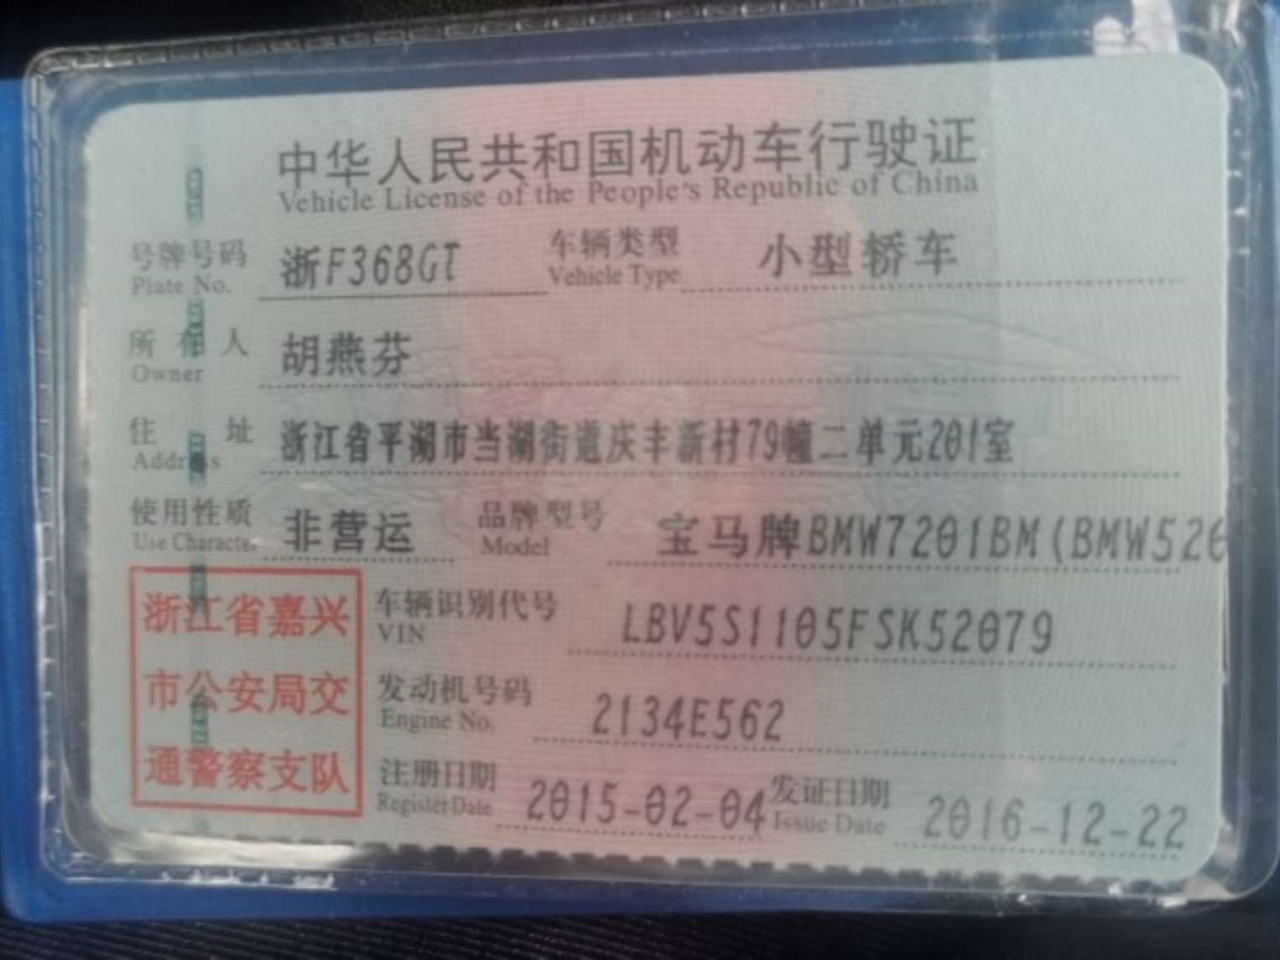 中华人民共和国机动车行驶证
Vehicle License of the People's Republic of China
号牌号码 浙F368GT 车辆类型 小型轿车
Plate No. Vehicle Type
所有人 胡燕芬
Owner
住址 浙江省平湖市当湖街道庆丰新村79幢二单元201室
Address
使用性质 非营运 品牌型号 宝马牌BMW7201BM(BMW526
Use Characte. Model
浙江省嘉兴
市公安局交
通警察支队
车辆识别代号 LBV5S1105FSK52079
VIN
发动机号码 2134E562
Engine No.
注册日期 2015-02-04 发证日期 2016-12-22
Register Date Issue Date